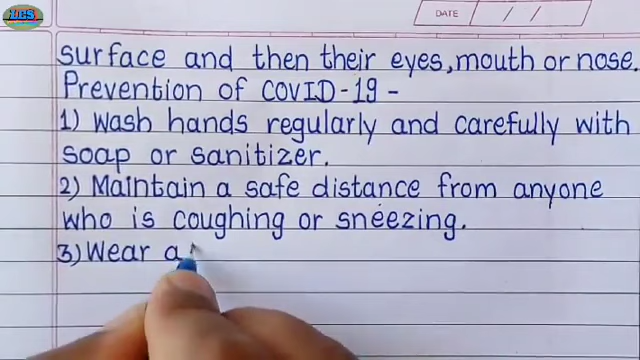 DATE / /
surface and then their eyes, mouth or nose.
Prevention of COVID-19 -
1) Wash hands regularly and carefully with
soap or sanitizer.
2) Maintain a safe distance from anyone
who is coughing or sneezing.
3) Wear a